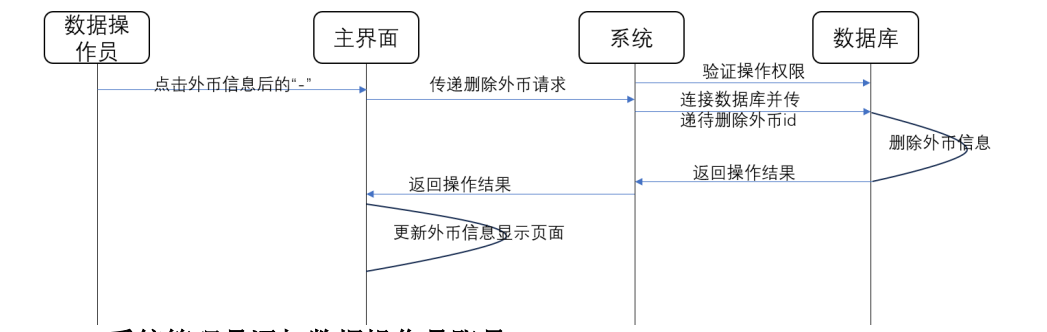 数据操
作员
主界面
系统
数据库
点击外币信息后的“-”
传递删除外币请求
验证操作权限
连接数据库并传
递待删除外币id
删除外币信息
返回操作结果
返回操作结果
更新外币信息显示页面